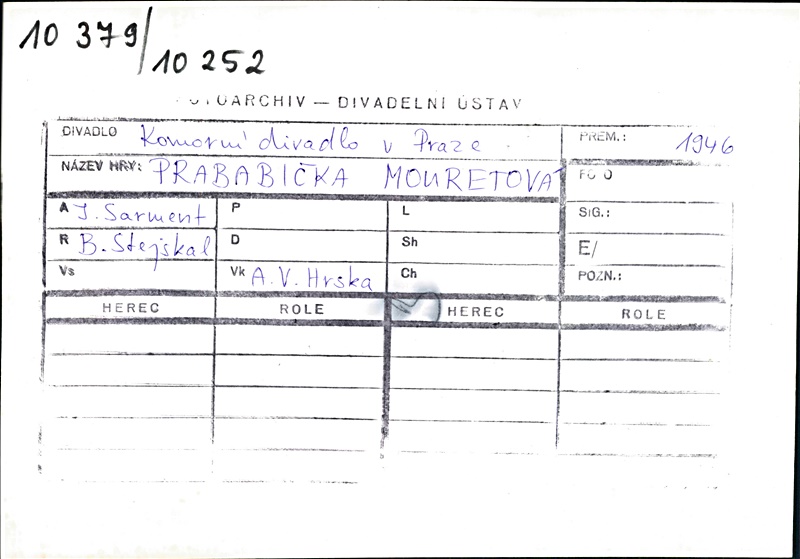 10 379/
10 252
FOTOARCHIV — DIVADELNÍ ÚSTAV
DIVADLO Komorní divadlo v Praze PREM.: 1946
NÁZEV HRY: PRABABIČKA MOURETOVÁ FOTO
A J. Sarment P L SIG.:
R B. Stejskal D Sh E/
Vs Vk A.V. Hrska Ch POZN.:
HEREC ROLE HEREC ROLE